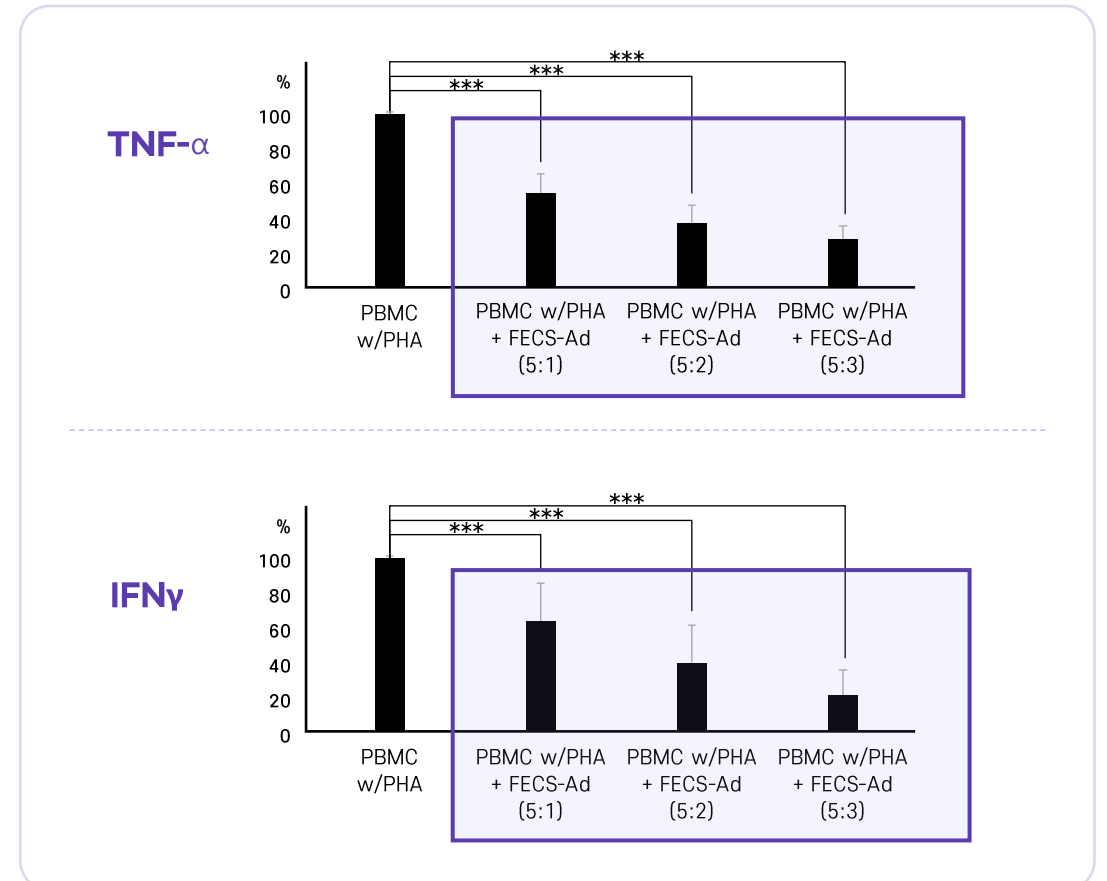 ***
***
***
%
100
80
60
40
20
0
TNF-α
PBMC
w/PHA
PBMC w/PHA
+ FECS-Ad
(5:1)
PBMC w/PHA
+ FECS-Ad
(5:2)
PBMC w/PHA
+ FECS-Ad
(5:3)
***
***
***
%
100
80
60
40
20
0
IFNγ
PBMC
w/PHA
PBMC w/PHA
+ FECS-Ad
(5:1)
PBMC w/PHA
+ FECS-Ad
(5:2)
PBMC w/PHA
+ FECS-Ad
(5:3)